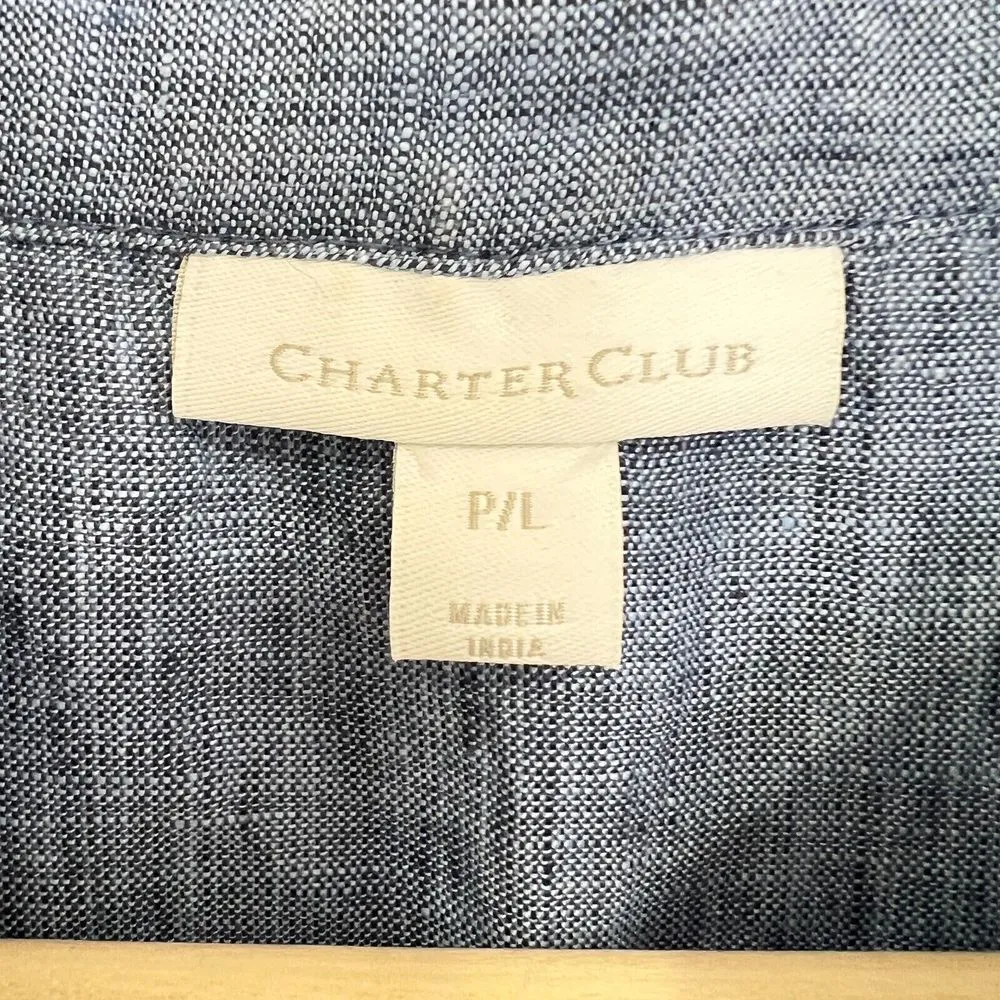 CHARTER CLUB
P/L
MADE IN
INDIA